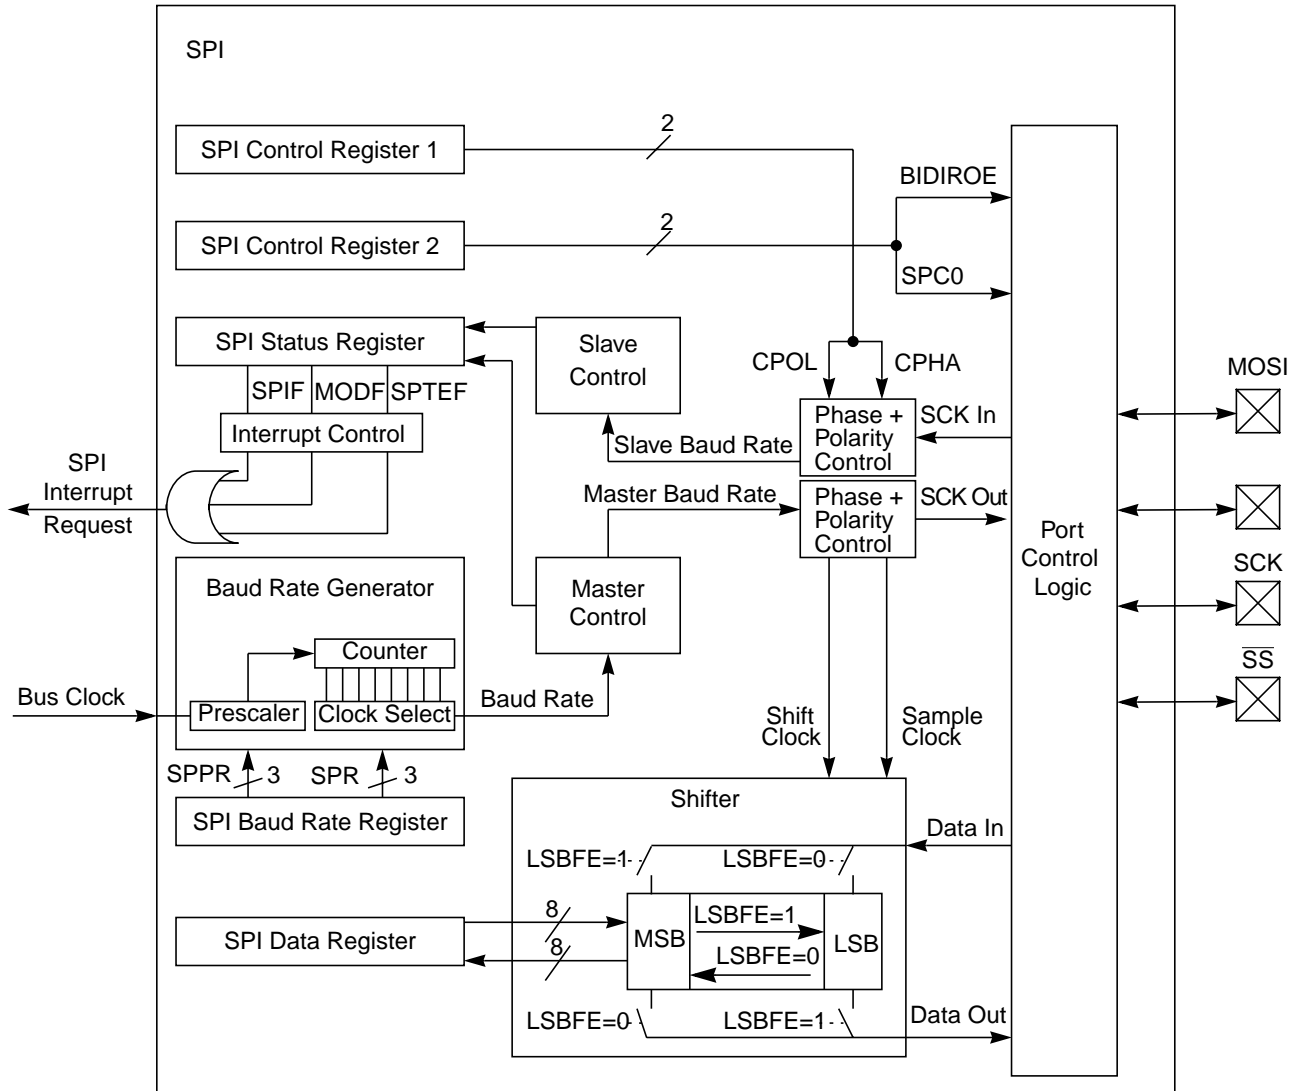 SPI
SPI Control Register 1
2
BIDIROE
SPI Control Register 2
2
SPC0
SPI Status Register
Slave
Control
CPOL
CPHA
MOSI
SPIF
MODF
SPTEF
Interrupt Control
Phase +
Polarity
Control
SCK In
Slave Baud Rate
SPI
Interrupt
Request
Master Baud Rate
Phase +
Polarity
Control
SCK Out
Port
Control
Logic
SCK
Baud Rate Generator
Master
Control
Counter
SS
Bus Clock
Prescaler
Clock Select
Baud Rate
Shift
Clock
Sample
Clock
SPPR
3
SPR
3
SPI Baud Rate Register
Shifter
Data In
LSBFE=1
LSBFE=0
SPI Data Register
8
8
MSB
LSBFE=1
LSBFE=0
LSB
LSBFE=0
LSBFE=1
Data Out